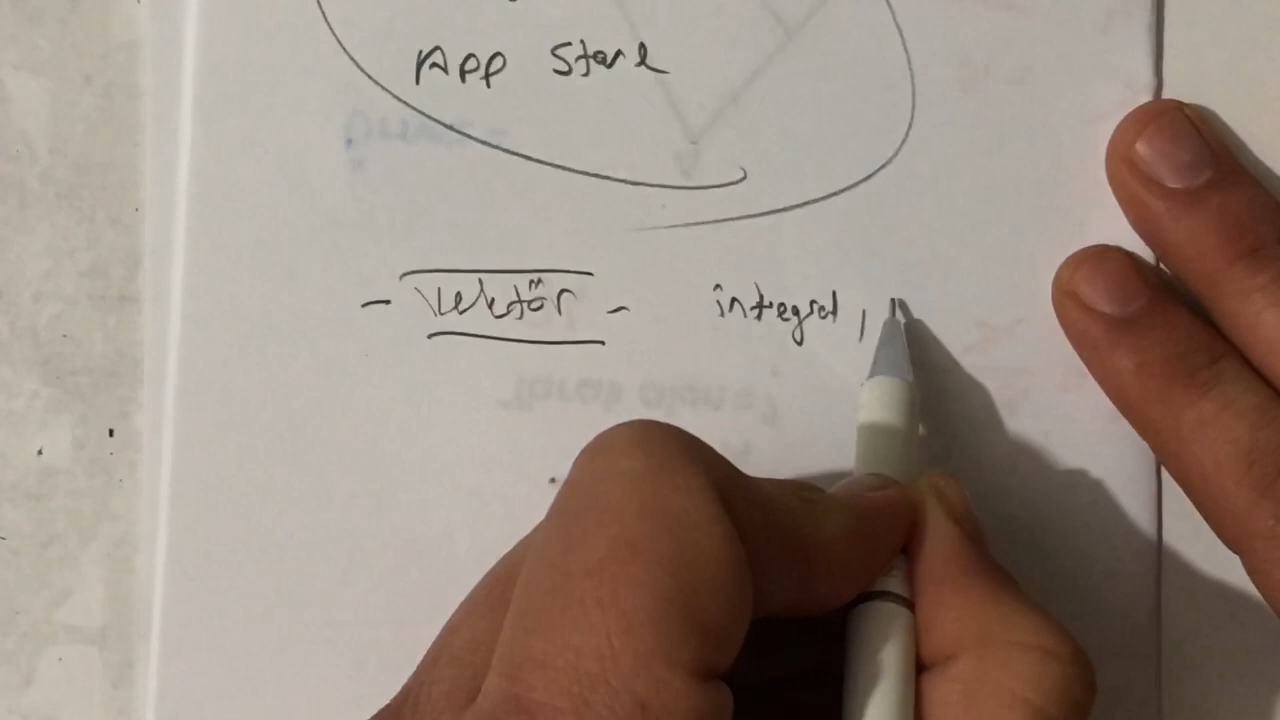 App Store
- Vektör - integral,